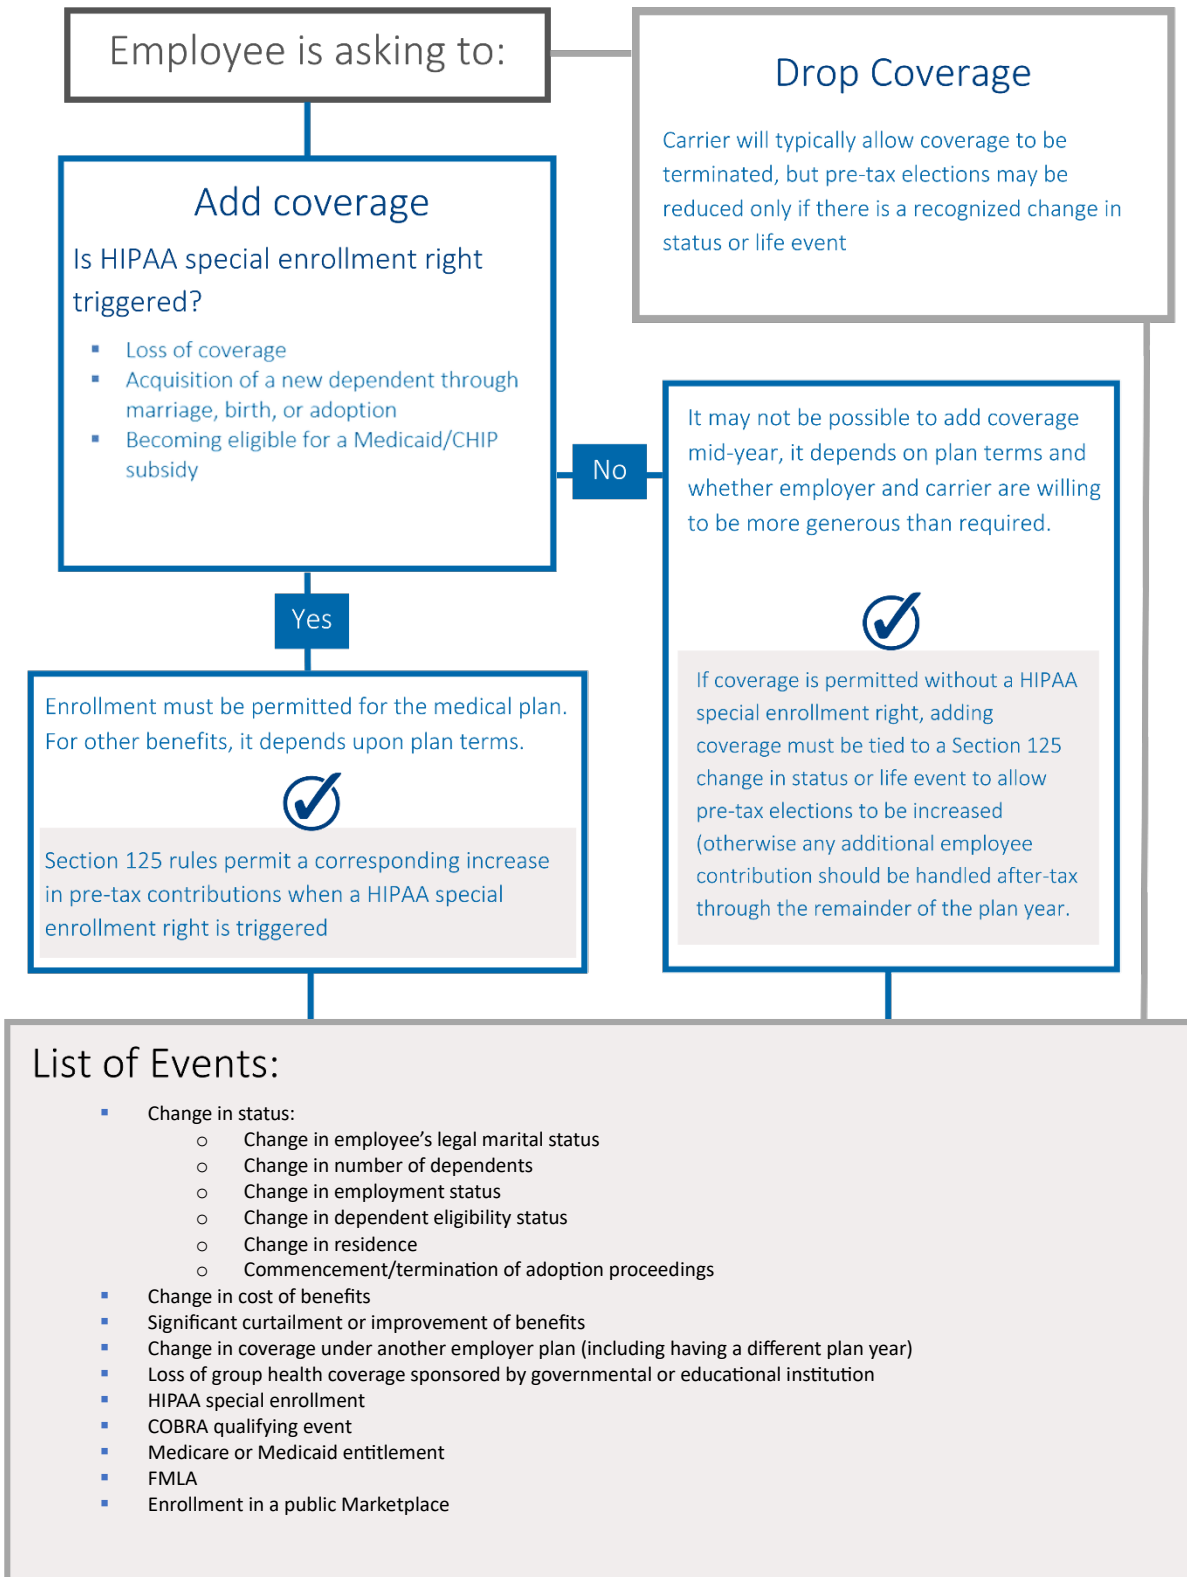 Employee is asking to:
Drop Coverage
Carrier will typically allow coverage to be
terminated, but pre-tax elections may be
reduced only if there is a recognized change in
status or life event
Add coverage
Is HIPAA special enrollment right
triggered?
▪ Loss of coverage
▪ Acquisition of a new dependent through
marriage, birth, or adoption
▪ Becoming eligible for a Medicaid/CHIP
subsidy
No
It may not be possible to add coverage
mid-year, it depends on plan terms and
whether employer and carrier are willing
to be more generous than required.
If coverage is permitted without a HIPAA
special enrollment right, adding
coverage must be tied to a Section 125
change in status or life event to allow
pre-tax elections to be increased
(otherwise any additional employee
contribution should be handled after-tax
through the remainder of the plan year.
Yes
Enrollment must be permitted for the medical plan.
For other benefits, it depends upon plan terms.
Section 125 rules permit a corresponding increase
in pre-tax contributions when a HIPAA special
enrollment right is triggered
List of Events:
▪ Change in status:
o Change in employee’s legal marital status
o Change in number of dependents
o Change in employment status
o Change in dependent eligibility status
o Change in residence
o Commencement/termination of adoption proceedings
▪ Change in cost of benefits
▪ Significant curtailment or improvement of benefits
▪ Change in coverage under another employer plan (including having a different plan year)
▪ Loss of group health coverage sponsored by governmental or educational institution
▪ HIPAA special enrollment
▪ COBRA qualifying event
▪ Medicare or Medicaid entitlement
▪ FMLA
▪ Enrollment in a public Marketplace